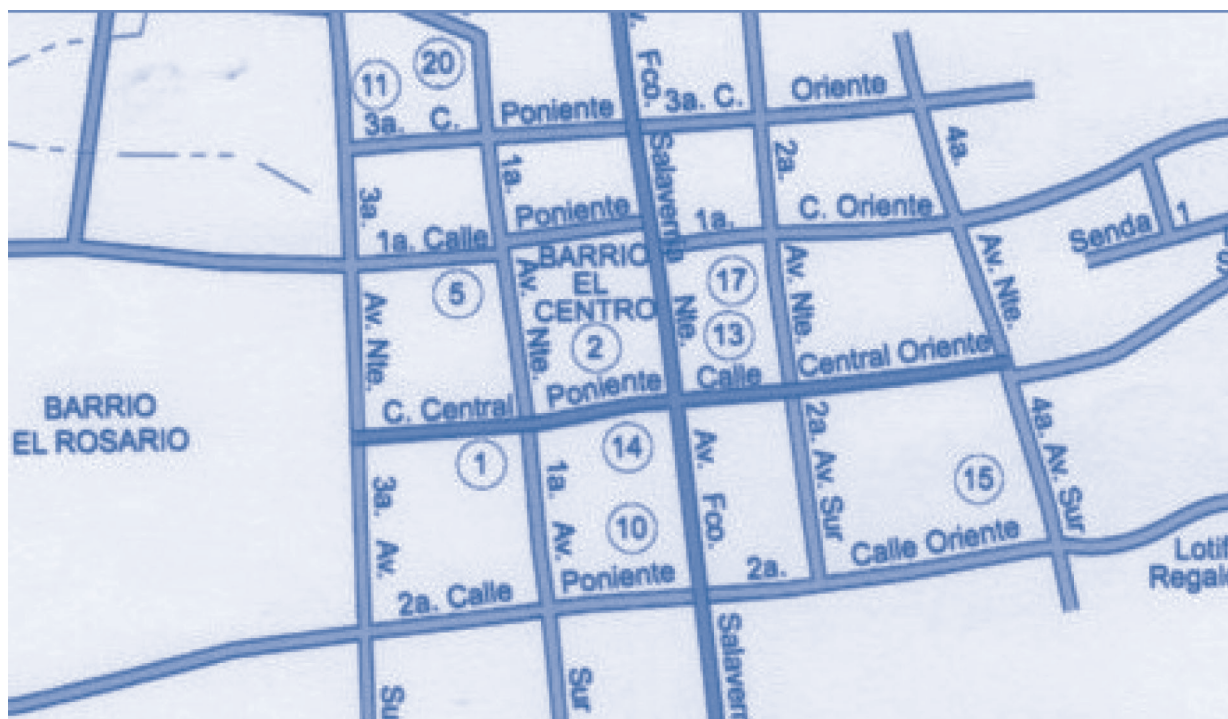 20
11
3a. C.
Poniente
Fco.
3a. C.
Oriente
Salaverria
1a.
2a.
4a.
3a.
1a. Calle
Poniente
1a.
C. Oriente
Senda 1
BARRIO
EL
CENTRO
5
17
2
13
Av. Nte.
Av. Nte.
Nte.
Av. Nte.
Av. Nte.
C. Central
Poniente
Calle
Central Oriente
BARRIO
EL ROSARIO
1
14
15
10
3a. Av.
1a. Av.
Av. Fco.
2a. Av. Sur
4a. Av. Sur
2a. Calle
Poniente
2a.
Calle Oriente
Sur